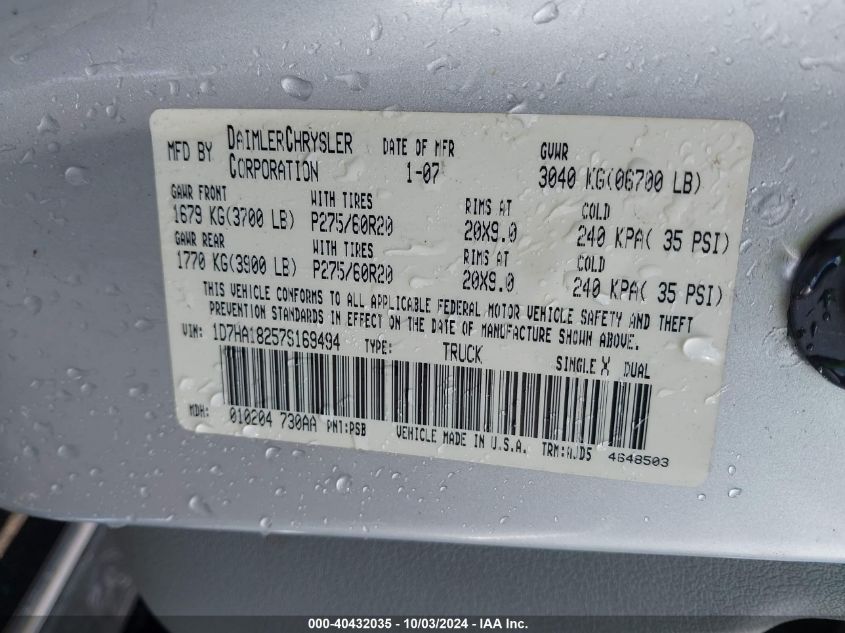 MFD BY DAIMLERCHRYSLER CORPORATION DATE OF MFR 1-07 GVWR 3040 KG(06700 LB)
GAWR FRONT WITH TIRES RIMS AT COLD
1679 KG(3700 LB) P275/60R20 20X9.0 240 KPA( 35 PSI)
GAWR REAR WITH TIRES RIMS AT COLD
1770 KG(3900 LB) P275/60R20 20X9.0 240 KPA( 35 PSI)
THIS VEHICLE CONFORMS TO ALL APPLICABLE FEDERAL MOTOR VEHICLE SAFETY AND THEFT
PREVENTION STANDARDS IN EFFECT ON THE DATE OF MANUFACTURE SHOWN ABOVE.
VIN: 1D7HA18257S169494 TYPE: TRUCK SINGLE X DUAL
MDH: 010204 730AA PNT:PSB VEHICLE MADE IN U.S.A. TRM:AJD5 4648503
000-40432035 - 10/03/2024 - IAA Inc.